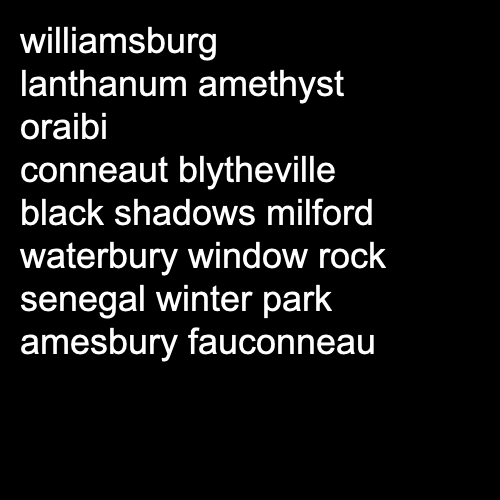 williamsburg
lanthanum amethyst
oraibi
conneaut blytheville
black shadows milford
waterbury window rock
senegal winter park
amesbury fauconneau